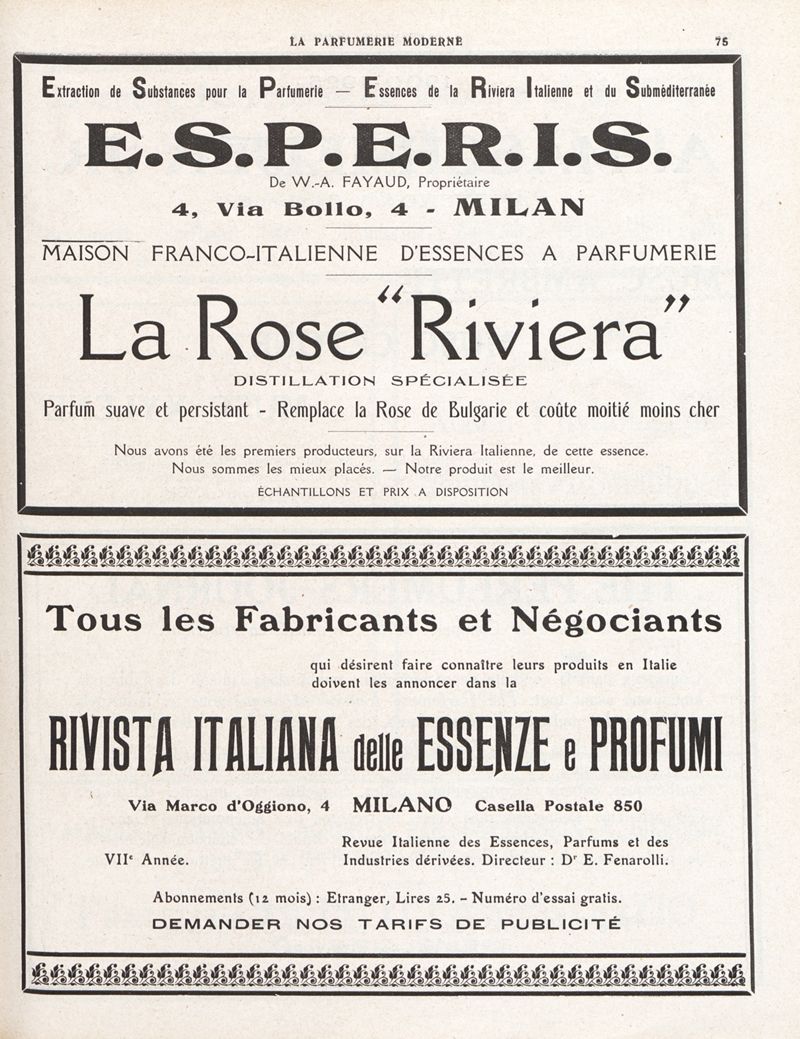 LA PARFUMERIE MODERNE 75
Extraction de Substances pour la Parfumerie — Essences de la Riviera Italienne et du Subméditerranée
E.S.P.E.R.I.S.
De W.-A. FAYAUD, Propriétaire
4, Via Bollo, 4 - MILAN
MAISON FRANCO-ITALIENNE D'ESSENCES A PARFUMERIE
La Rose "Riviera"
DISTILLATION SPÉCIALISÉE
Parfum suave et persistant - Remplace la Rose de Bulgarie et coûte moitié moins cher
Nous avons été les premiers producteurs, sur la Riviera Italienne, de cette essence.
Nous sommes les mieux placés. — Notre produit est le meilleur.
ÉCHANTILLONS ET PRIX A DISPOSITION
Tous les Fabricants et Négociants
qui désirent faire connaître leurs produits en Italie
doivent les annoncer dans la
RIVISTA ITALIANA delle ESSENZE e PROFUMI
Via Marco d'Oggiono, 4 MILANO Casella Postale 850
VIIe Année.
Revue Italienne des Essences, Parfums et des
Industries dérivées. Directeur : Dr E. Fenarolli.
Abonnements (12 mois) : Etranger, Lires 25. - Numéro d'essai gratis.
DEMANDER NOS TARIFS DE PUBLICITÉ